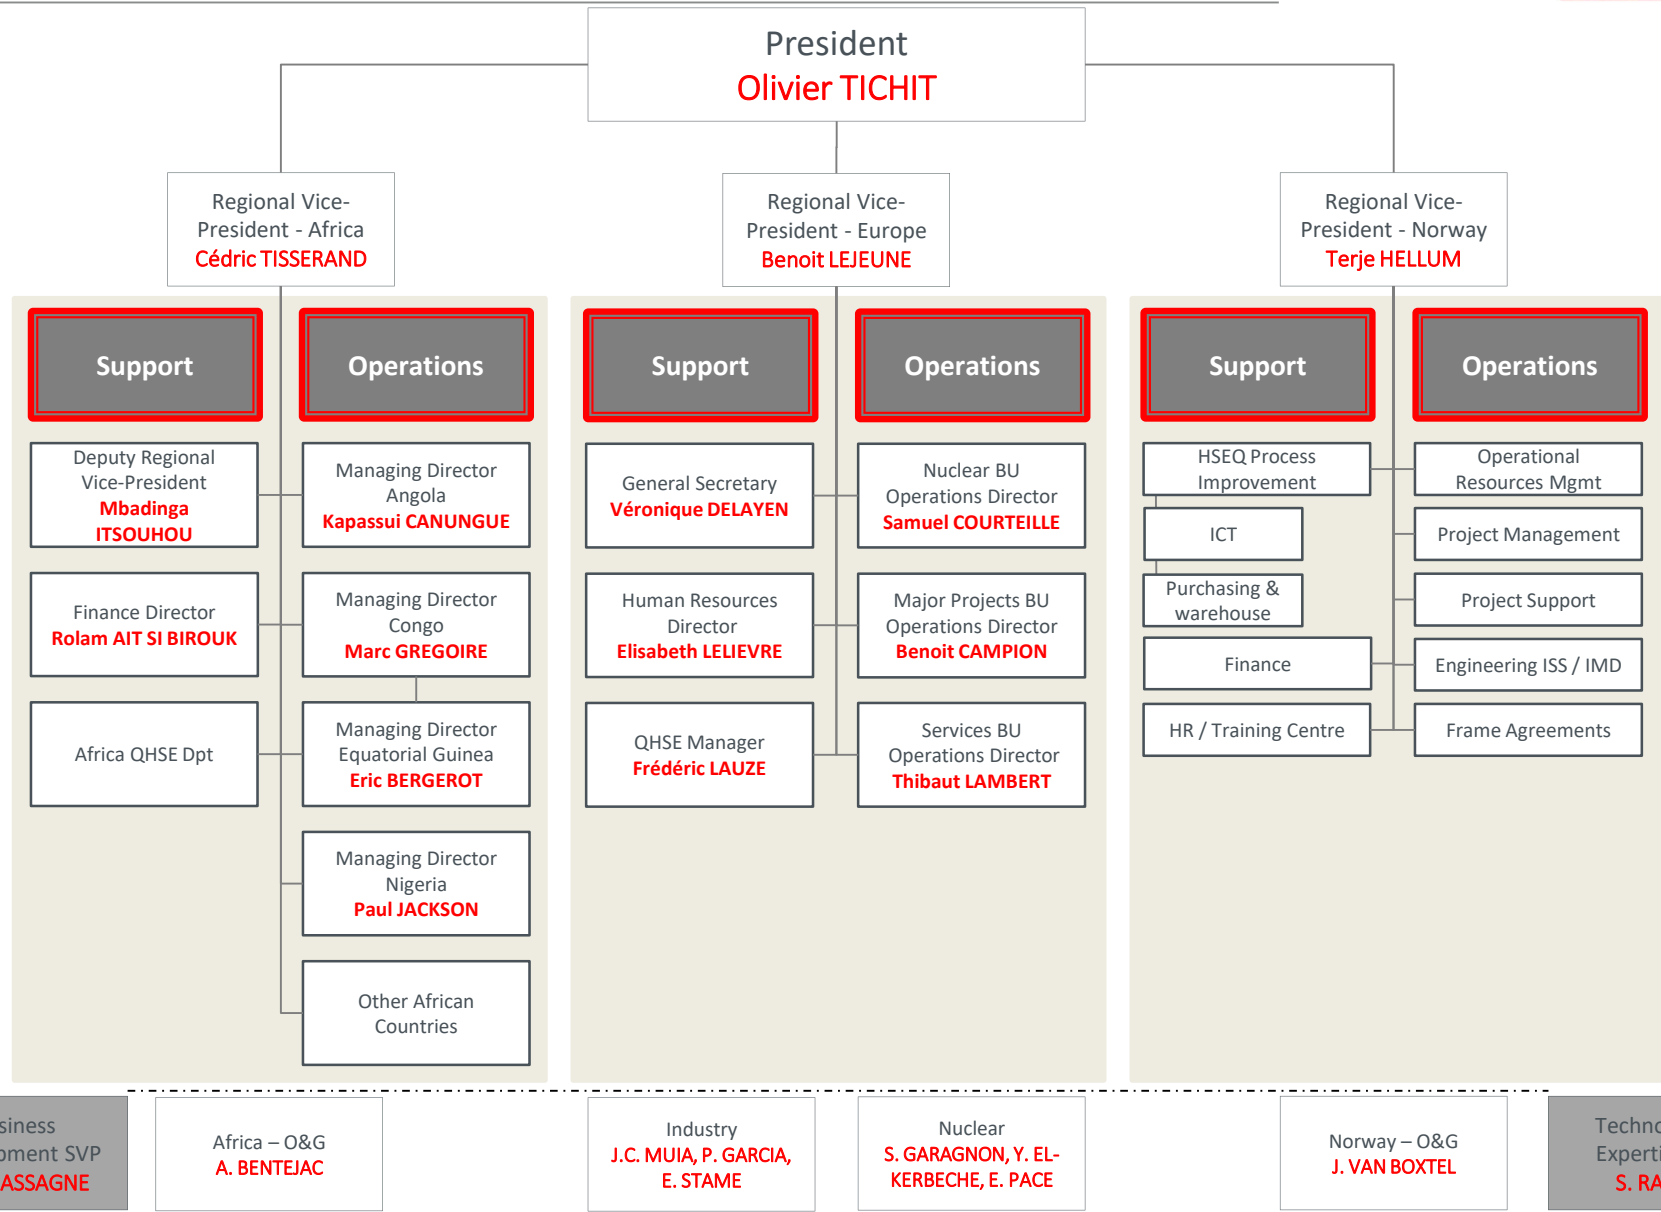 President
Olivier TICHIT
Regional Vice-
President - Africa
Cédric TISSERAND
Regional Vice-
President - Europe
Benoit LEJEUNE
Regional Vice-
President - Norway
Terje HELLUM
Support
Operations
Deputy Regional
Vice-President
Mbadinga
ITSOUHOU
Managing Director
Angola
Kapassui CANUNGUE
Finance Director
Rolam AIT SI BIROUK
Managing Director
Congo
Marc GREGOIRE
Africa QHSE Dpt
Managing Director
Equatorial Guinea
Eric BERGEROT
Managing Director
Nigeria
Paul JACKSON
Other African
Countries
Support
Operations
General Secretary
Véronique DELAYEN
Nuclear BU
Operations Director
Samuel COURTEILLE
Human Resources
Director
Elisabeth LELIEVRE
Major Projects BU
Operations Director
Benoit CAMPION
QHSE Manager
Frédéric LAUZE
Services BU
Operations Director
Thibaut LAMBERT
Support
Operations
HSEQ Process
Improvement
Operational
Resources Mgmt
ICT
Project Management
Purchasing &
warehouse
Project Support
Finance
Engineering ISS / IMD
HR / Training Centre
Frame Agreements
SVP
Africa – O&G
A. BENTEJAC
Industry
J.C. MUIA, P. GARCIA,
E. STAME
Nuclear
S. GARAGNON, Y. EL-
KERBECHE, E. PACE
Norway – O&G
J. VAN BOXTEL
S.